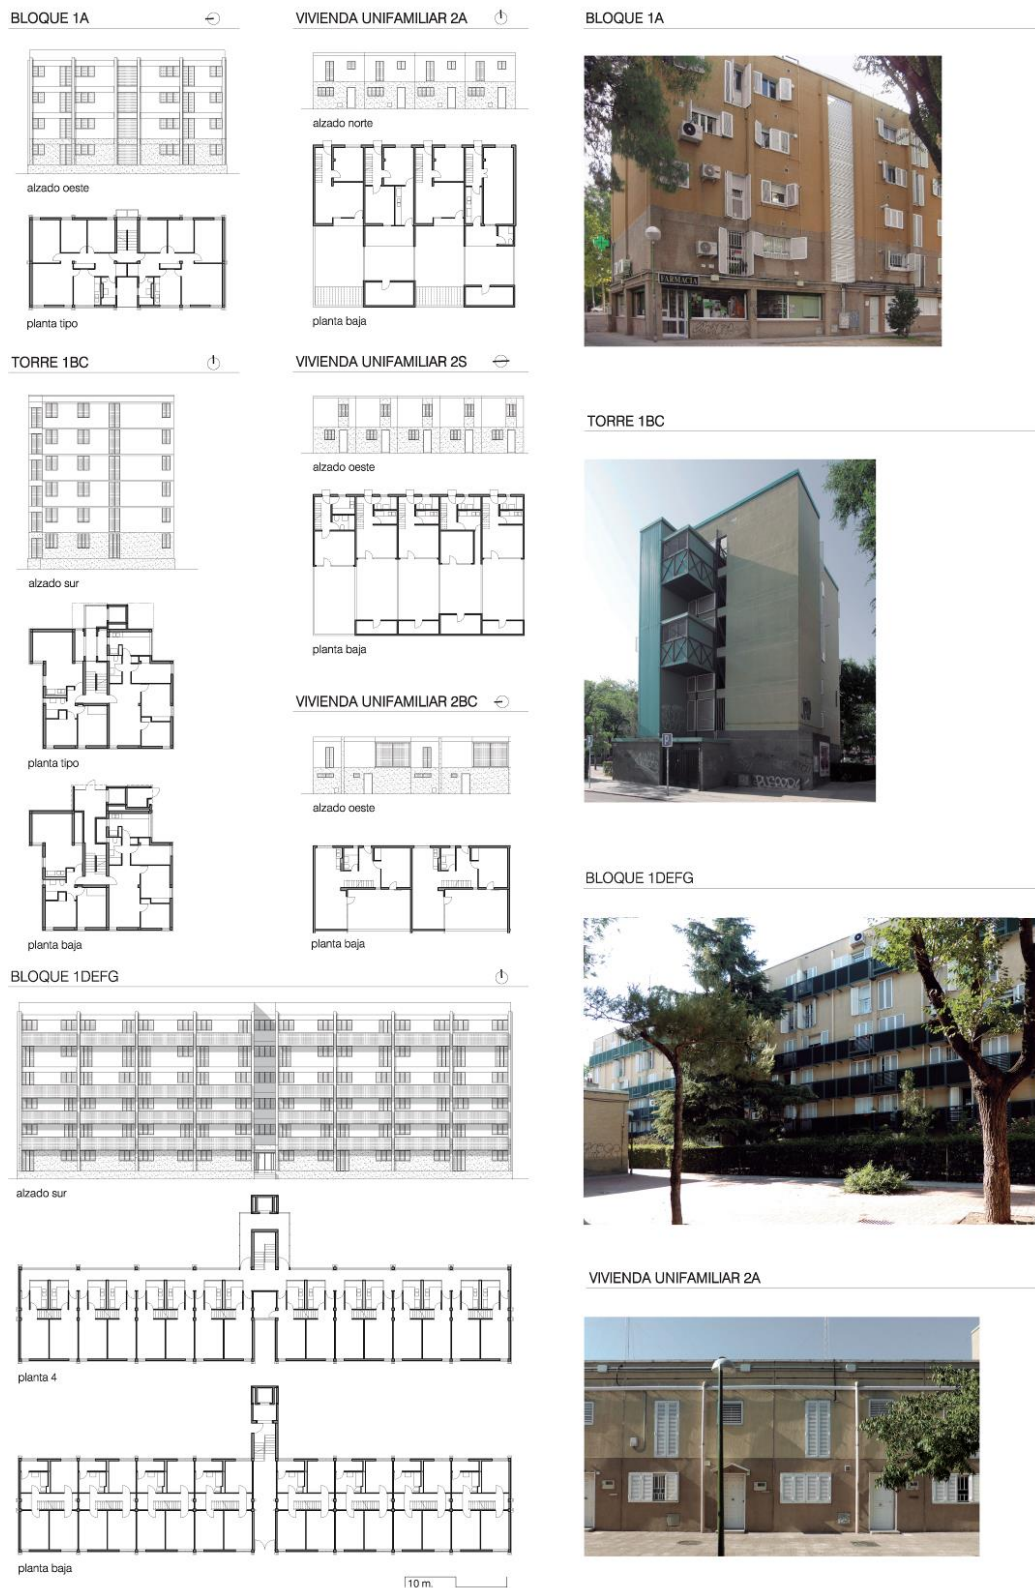 BLOQUE 1A
alzado oeste
planta tipo
TORRE 1BC
alzado sur
planta tipo
planta baja
VIVIENDA UNIFAMILIAR 2A
alzado norte
planta baja
VIVIENDA UNIFAMILIAR 2S
alzado oeste
planta baja
VIVIENDA UNIFAMILIAR 2BC
alzado oeste
planta baja
BLOQUE 1DEFG
alzado sur
planta 4
planta baja
10 m.
BLOQUE 1A
FARMACIA
TORRE 1BC
BLOQUE 1DEFG
VIVIENDA UNIFAMILIAR 2A